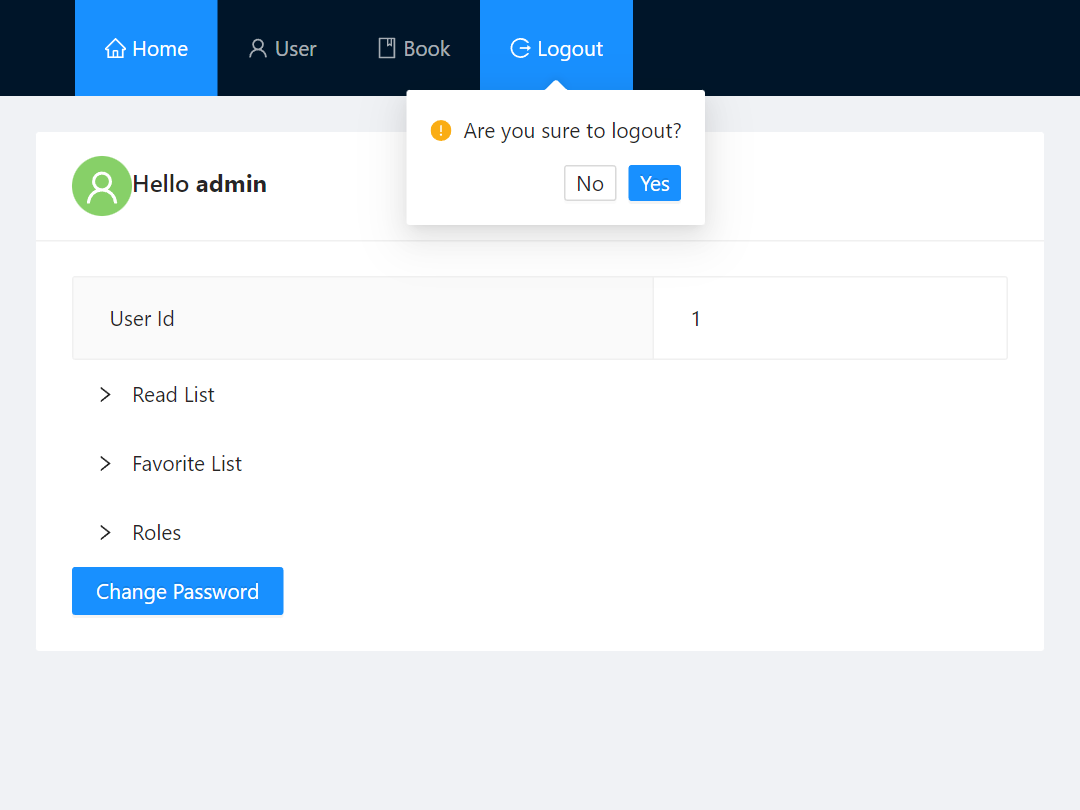 Home User Book Logout
Are you sure to logout?
No Yes
Hello admin
User Id 1
Read List
Favorite List
Roles
Change Password